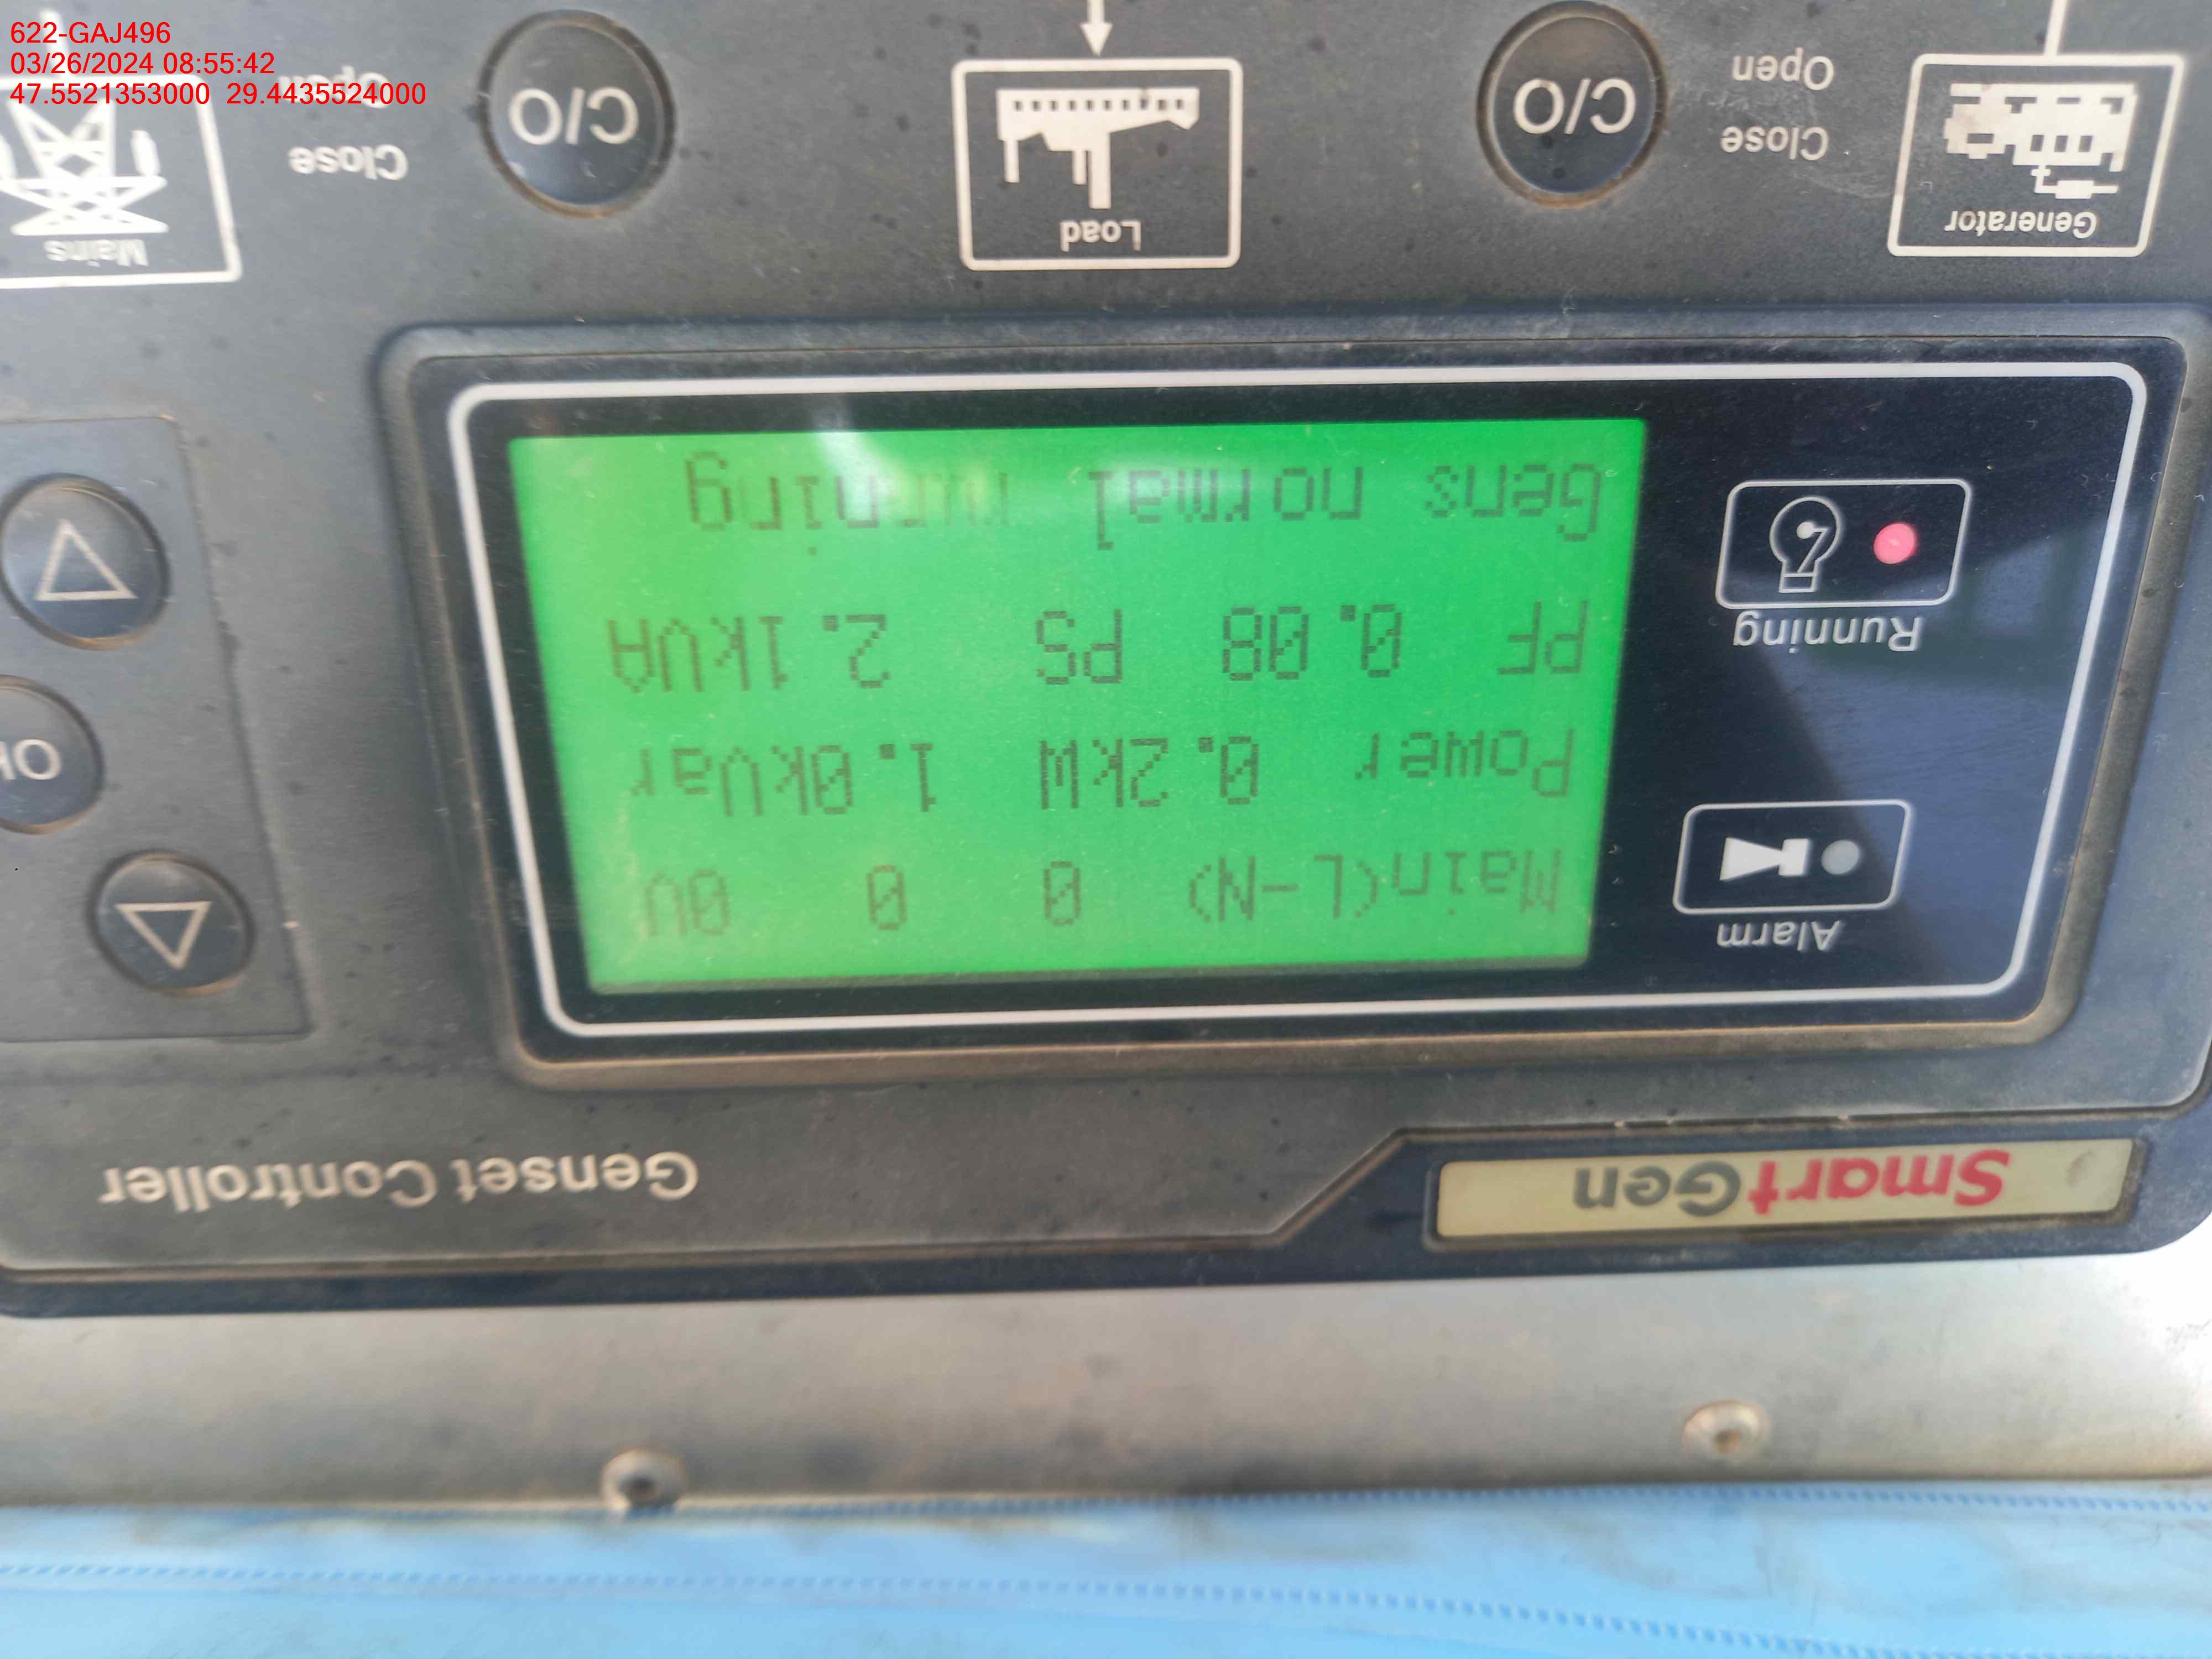 622-GAJ496
03/26/2024 08:55:42
47.5521353000 29.4435524000
SmartGen
Genset Controller
Alarm
Running
Main(L-N) 0 0 0V
Power 0.2kW 1.0kVar
PF 0.08 PS 2.1kVA
Gens normal running
OK
Generator
Close
Open
C/O
Load
C/O
Close
Open
Mains